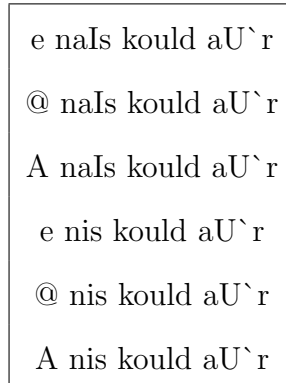 e naIs kould aU`r
@ naIs kould aU`r
A naIs kould aU`r
e nis kould aU`r
@ nis kould aU`r
A nis kould aU`r